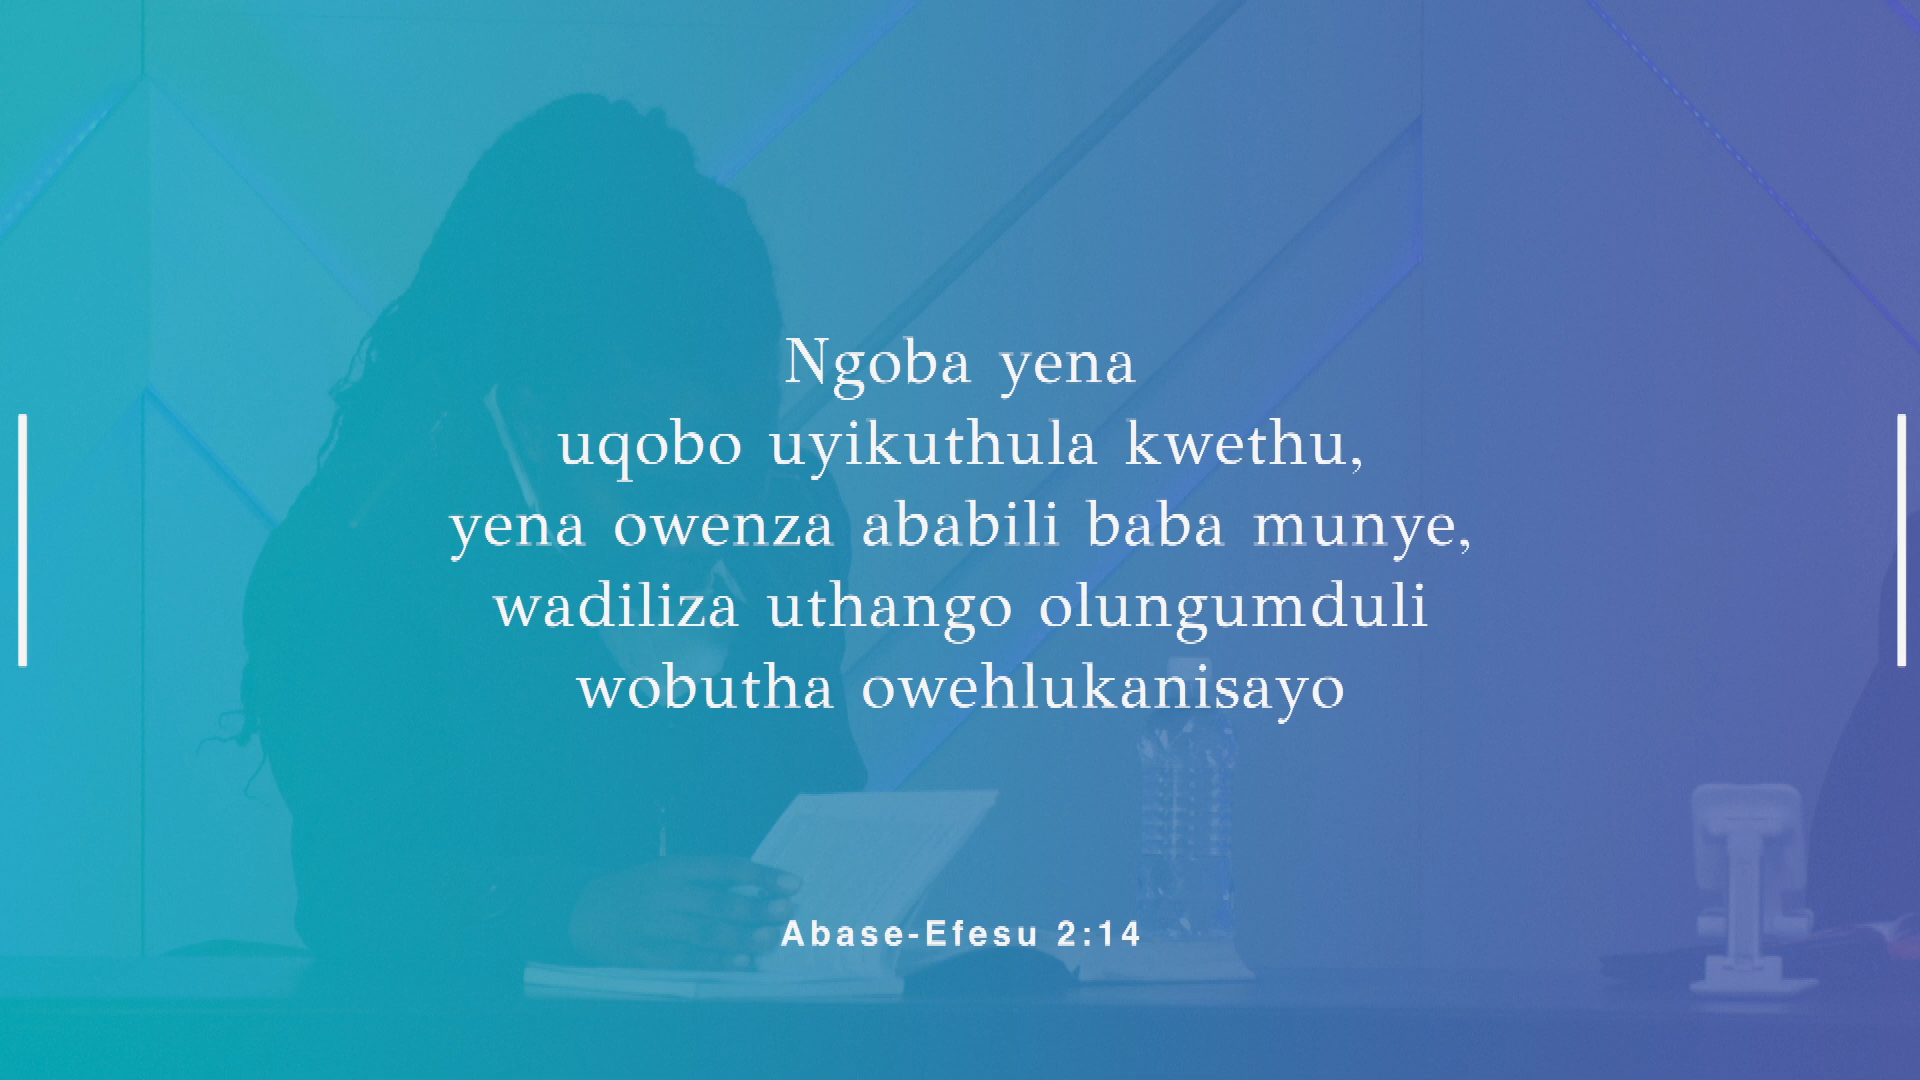 Ngoba yena
uqobo uyikuthula kwethu,
yena owenza ababili baba munye,
wadiliza uthango olungumduli
wobutha owehlukanisayo
Abase-Efesu 2:14